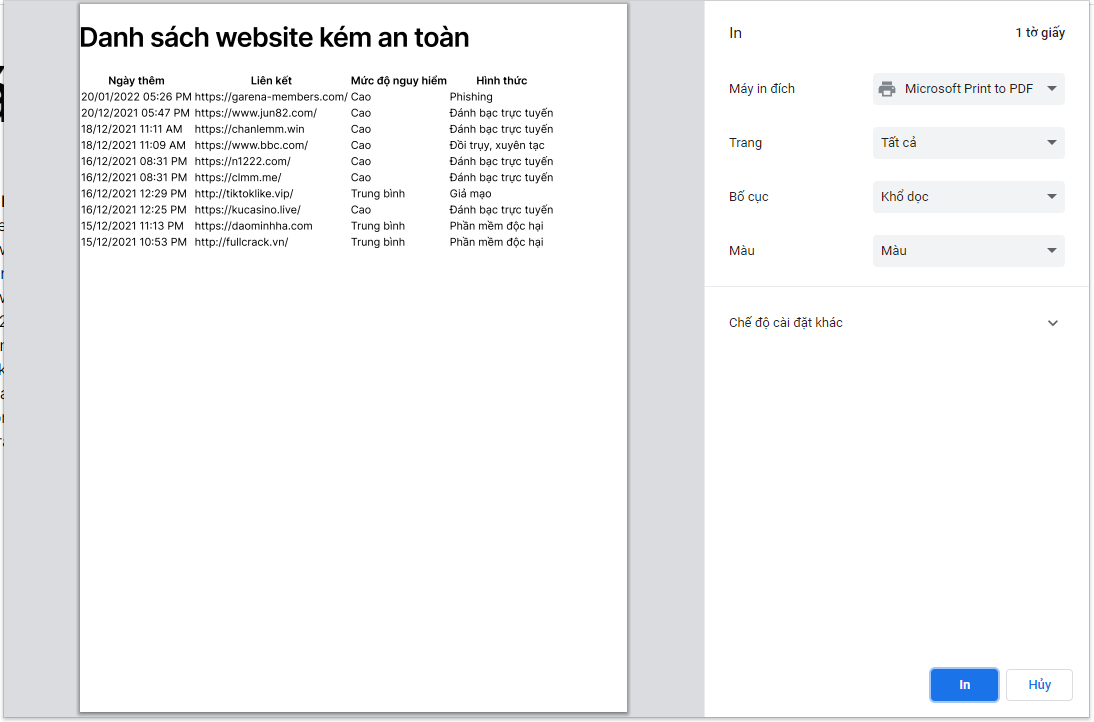 Danh sách website kém an toàn
Ngày thêm Liên kết Mức độ nguy hiểm Hình thức
20/01/2022 05:26 PM https://garena-members.com/ Cao Phishing
20/12/2021 05:47 PM https://www.jun82.com/ Cao Đánh bạc trực tuyến
18/12/2021 11:11 AM https://chanlemm.win Cao Đánh bạc trực tuyến
18/12/2021 11:09 AM https://www.bbc.com/ Cao Đồi trụy, xuyên tạc
16/12/2021 08:31 PM https://n1222.com/ Cao Đánh bạc trực tuyến
16/12/2021 08:31 PM https://clmm.me/ Cao Đánh bạc trực tuyến
16/12/2021 12:29 PM http://tiktoklike.vip/ Trung bình Giả mạo
16/12/2021 12:25 PM https://kucasino.live/ Cao Đánh bạc trực tuyến
15/12/2021 11:13 PM https://daominhha.com Trung bình Phần mềm độc hại
15/12/2021 10:53 PM http://fullcrack.vn/ Trung bình Phần mềm độc hại
In 1 tờ giấy
Máy in đích Microsoft Print to PDF
Trang Tất cả
Bố cục Khổ dọc
Màu Màu
Chế độ cài đặt khác
In Hủy